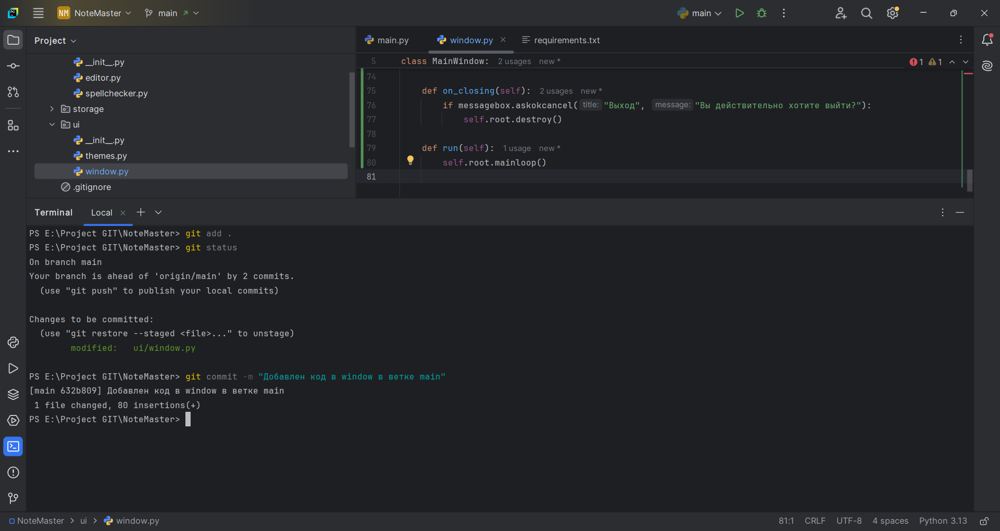 NM NoteMaster main
main
Project
__init__.py
editor.py
spellchecker.py
storage
ui
__init__.py
themes.py
window.py
.gitignore
main.py window.py requirements.txt
5 class MainWindow: 2 usages new *
1 1
74
75 def on_closing(self): 2 usages new *
76 if messagebox.askokcancel( title: "Выход", message: "Вы действительно хотите выйти?"):
77 self.root.destroy()
78
79 def run(self): 1 usage new *
80 self.root.mainloop()
81
Terminal Local
PS E:\Project GIT\NoteMaster> git add .
PS E:\Project GIT\NoteMaster> git status
On branch main
Your branch is ahead of 'origin/main' by 2 commits.
(use "git push" to publish your local commits)
Changes to be committed:
(use "git restore --staged <file>..." to unstage)
modified: ui/window.py
PS E:\Project GIT\NoteMaster> git commit -m "Добавлен код в window в ветке main"
[main 632b809] Добавлен код в window в ветке main
1 file changed, 80 insertions(+)
PS E:\Project GIT\NoteMaster>
NoteMaster > ui > window.py
81:1 CRLF UTF-8 4 spaces Python 3.13